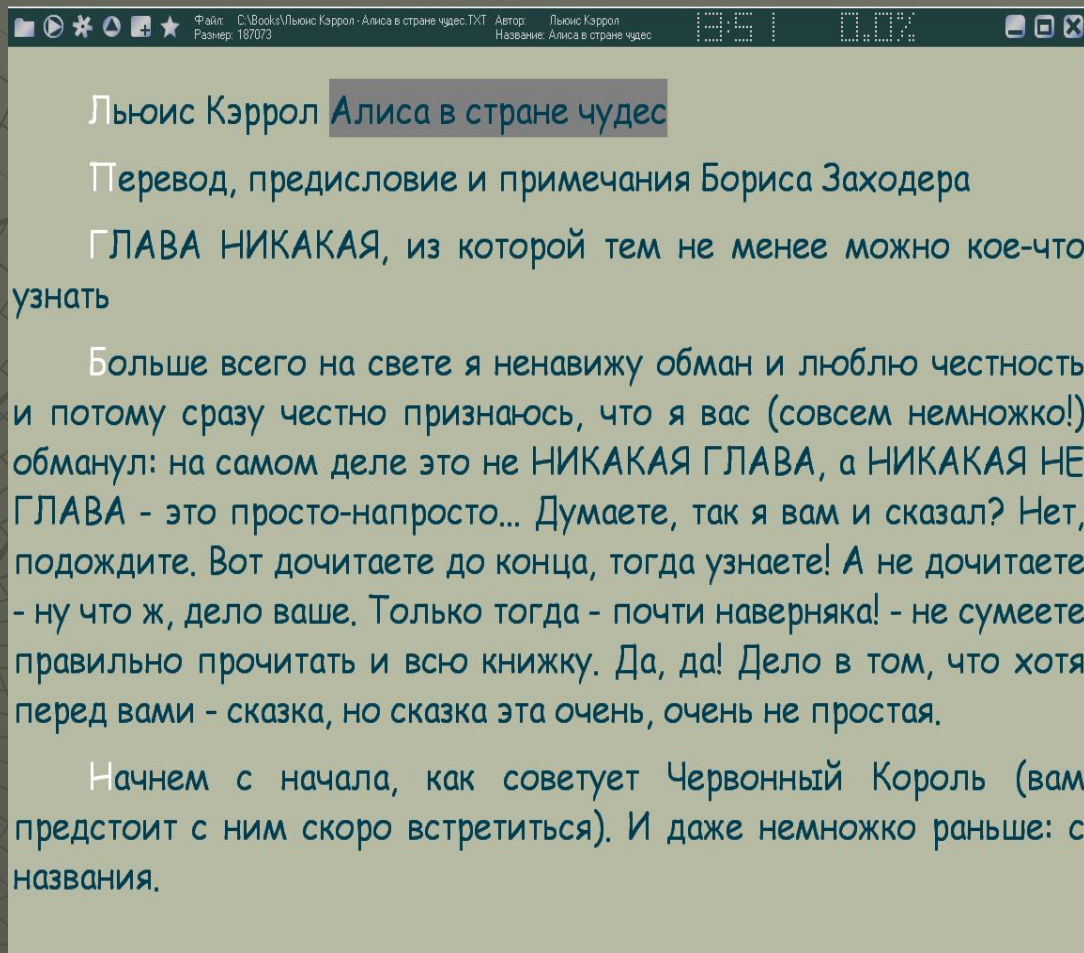 Файл: C:\Books\Льюис Кэррол - Алиса в стране чудес.TXT Автор: Льюис Кэррол
Размер: 187073 Название: Алиса в стране чудес
13:51 0.0%
Льюис Кэррол Алиса в стране чудес
Перевод, предисловие и примечания Бориса Заходера
ГЛАВА НИКАКАЯ, из которой тем не менее можно кое-что
узнать
Больше всего на свете я ненавижу обман и люблю честность
и потому сразу честно признаюсь, что я вас (совсем немножко!)
обманул: на самом деле это не НИКАКАЯ ГЛАВА, а НИКАКАЯ НЕ
ГЛАВА - это просто-напросто... Думаете, так я вам и сказал? Нет,
подождите. Вот дочитаете до конца, тогда узнаете! А не дочитаете
- ну что ж, дело ваше. Только тогда - почти наверняка! - не сумеете
правильно прочитать и всю книжку. Да, да! Дело в том, что хотя
перед вами - сказка, но сказка эта очень, очень не простая.
Начнем с начала, как советует Червонный Король (вам
предстоит с ним скоро встретиться). И даже немножко раньше: с
названия.